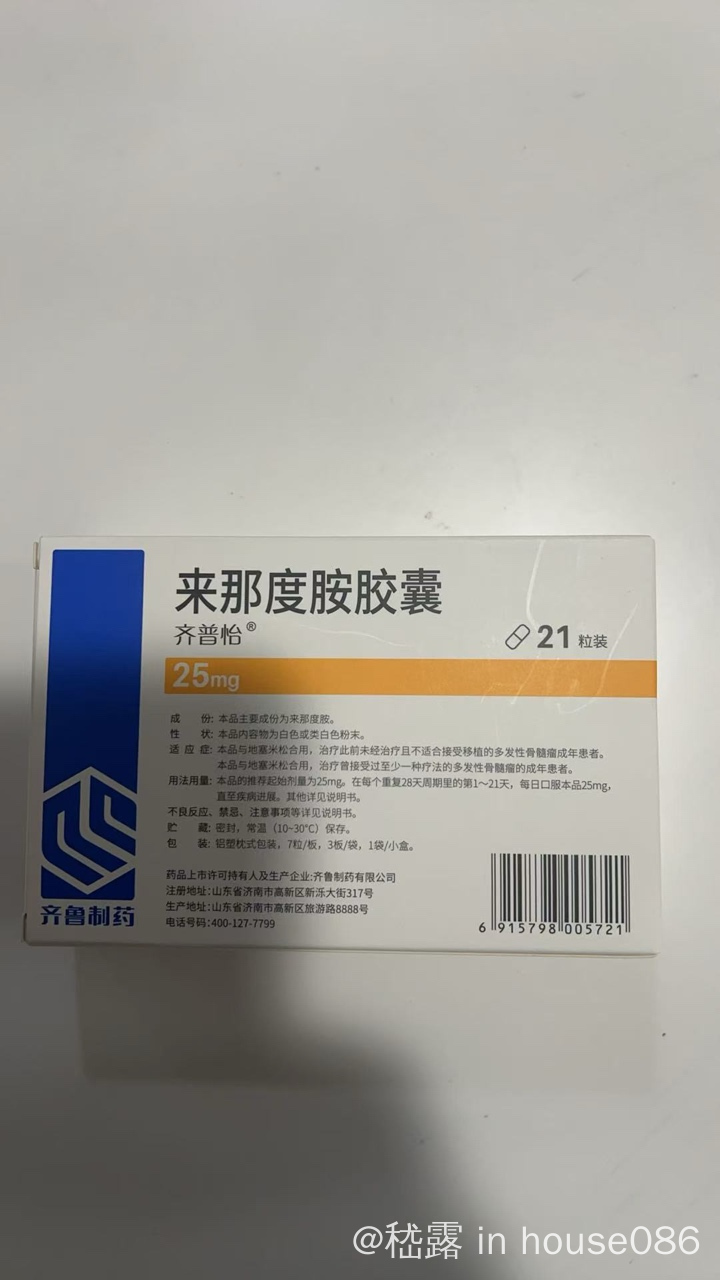 来那度胺胶囊
齐普怡®
21 粒装
25mg
成 份: 本品主要成份为来那度胺。
性 状: 本品内容物为白色或类白色粉末。
适 应 症: 本品与地塞米松合用，治疗此前未经治疗且不适合接受移植的多发性骨髓瘤成年患者。
本品与地塞米松合用，治疗曾接受过至少一种疗法的多发性骨髓瘤的成年患者。
用法用量: 本品的推荐起始剂量为25mg。在每个重复28天周期里的第1～21天，每日口服本品25mg，
直至疾病进展。其他详见说明书。
不良反应、禁忌、注意事项等详见说明书。
贮 藏: 密封，常温（10~30℃）保存。
包 装: 铝塑枕式包装，7粒/板，3板/袋，1袋/小盒。
药品上市许可持有人及生产企业:齐鲁制药有限公司
注册地址:山东省济南市高新区新泺大街317号
生产地址:山东省济南市高新区旅游路8888号
电话号码:400-127-7799
齐鲁制药
6 915798 005721
@嵇露 in house086